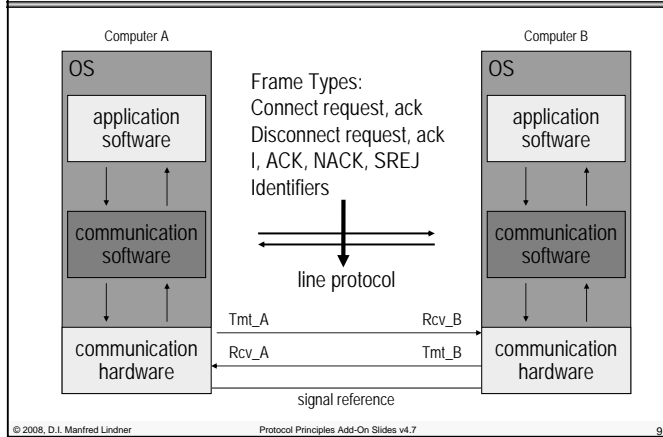 Computer A
Computer B
OS
application
software
communication
software
communication
hardware
Frame Types:
Connect request, ack
Disconnect request, ack
I, ACK, NACK, SREJ
Identifiers
line protocol
Tmt_A
Rcv_B
Rcv_A
Tmt_B
signal reference
OS
application
software
communication
software
communication
hardware
© 2008, D.I. Manfred Lindner
Protocol Principles Add-On Slides v4.7
9